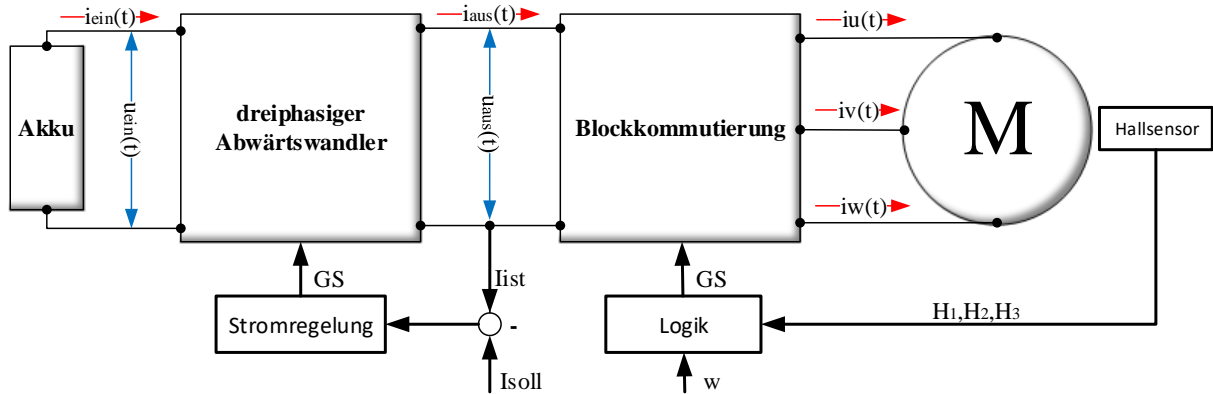 iein(t)
iaus(t)
iu(t)
Akku
uein(t)
dreiphasiger
Abwärtswandler
uaus(t)
Blockkommutierung
iv(t)
M
Hallsensor
iw(t)
GS
Iist
GS
Stromregelung
-
Logik
H1,H2,H3
Isoll
w